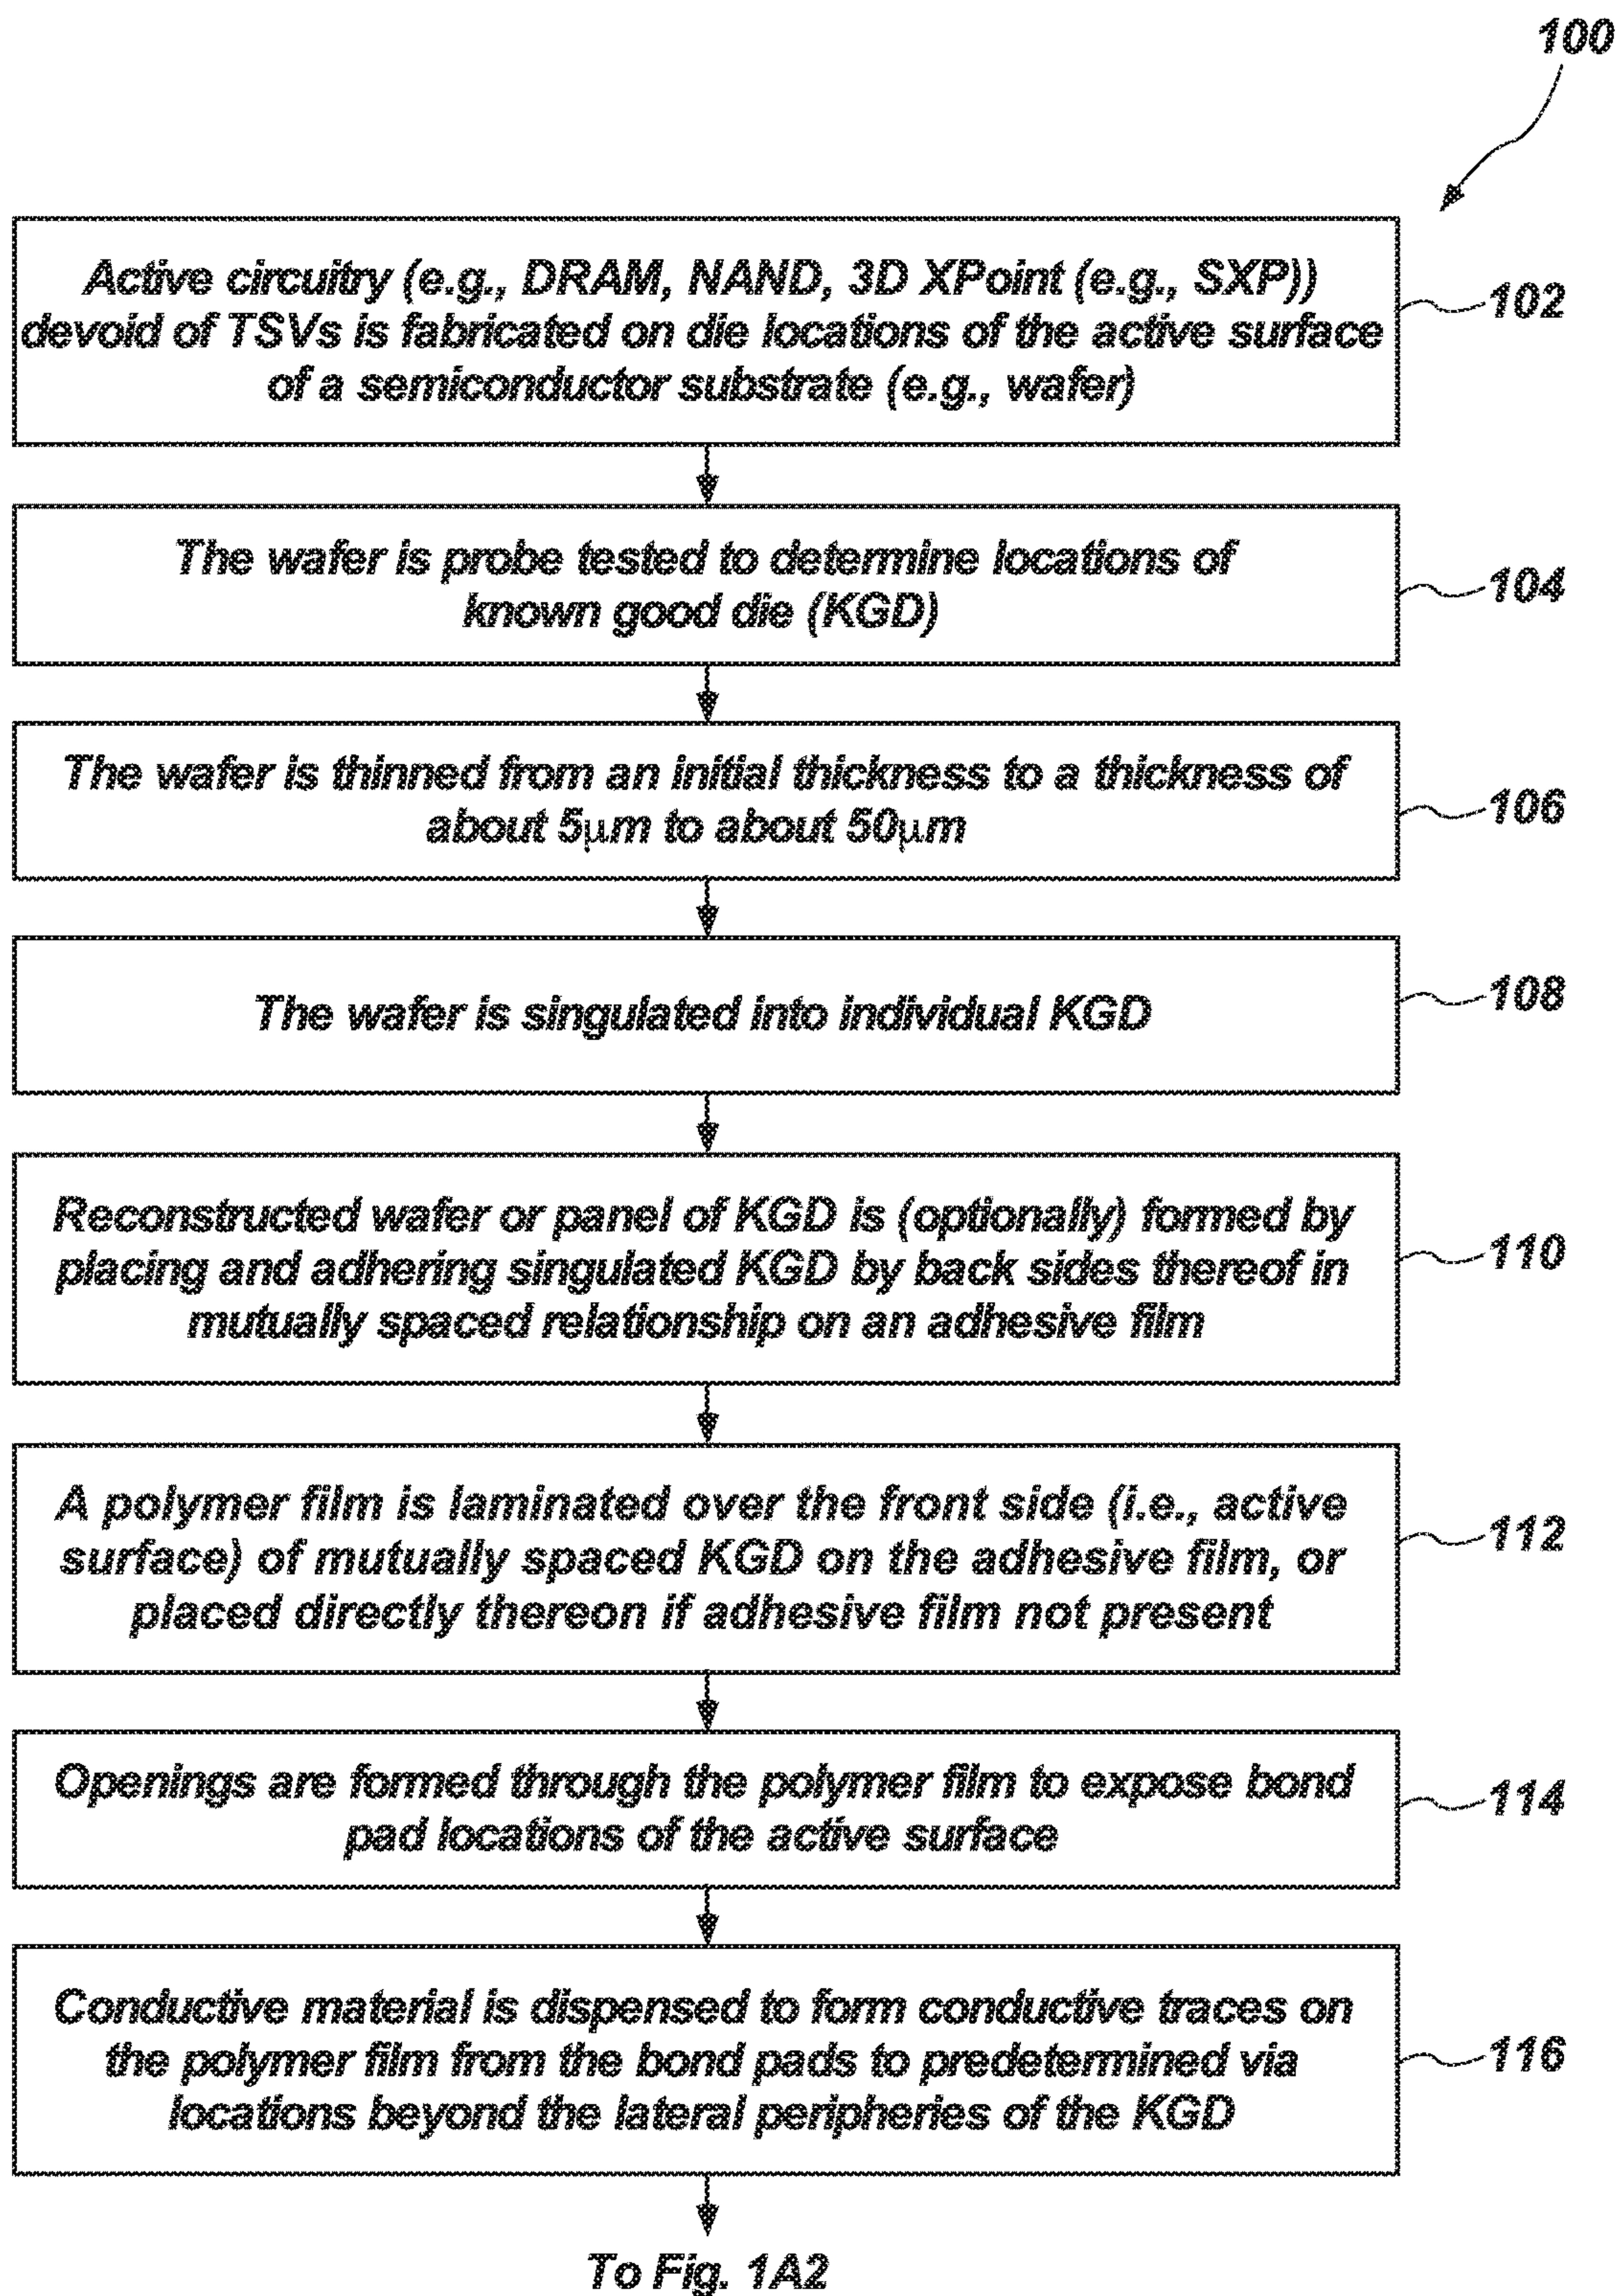 100
Active circuitry (e.g., DRAM, NAND, 3D XPoint (e.g., SXP))
devoid of TSVs is fabricated on die locations of the active surface
of a semiconductor substrate (e.g., wafer)
102
The wafer is probe tested to determine locations of
known good die (KGD)
104
The wafer is thinned from an initial thickness to a thickness of
about 5μm to about 50μm
106
The wafer is singulated into individual KGD
108
Reconstructed wafer or panel of KGD is (optionally) formed by
placing and adhering singulated KGD by back sides thereof in
mutually spaced relationship on an adhesive film
110
A polymer film is laminated over the front side (i.e., active
surface) of mutually spaced KGD on the adhesive film, or
placed directly thereon if adhesive film not present
112
Openings are formed through the polymer film to expose bond
pad locations of the active surface
114
Conductive material is dispensed to form conductive traces on
the polymer film from the bond pads to predetermined via
locations beyond the lateral peripheries of the KGD
116
To Fig. 1A2